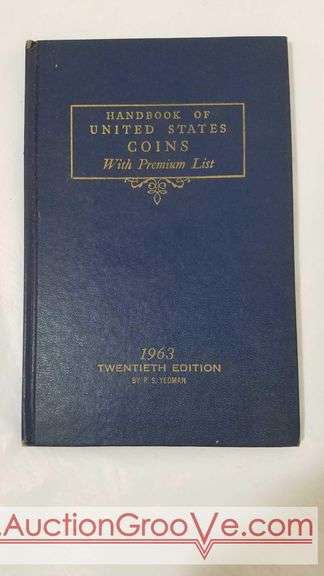 HANDBOOK OF
UNITED STATES
COINS
With Premium List
1963
TWENTIETH EDITION
BY R. S. YEOMAN
.AuctionGrooVe.com